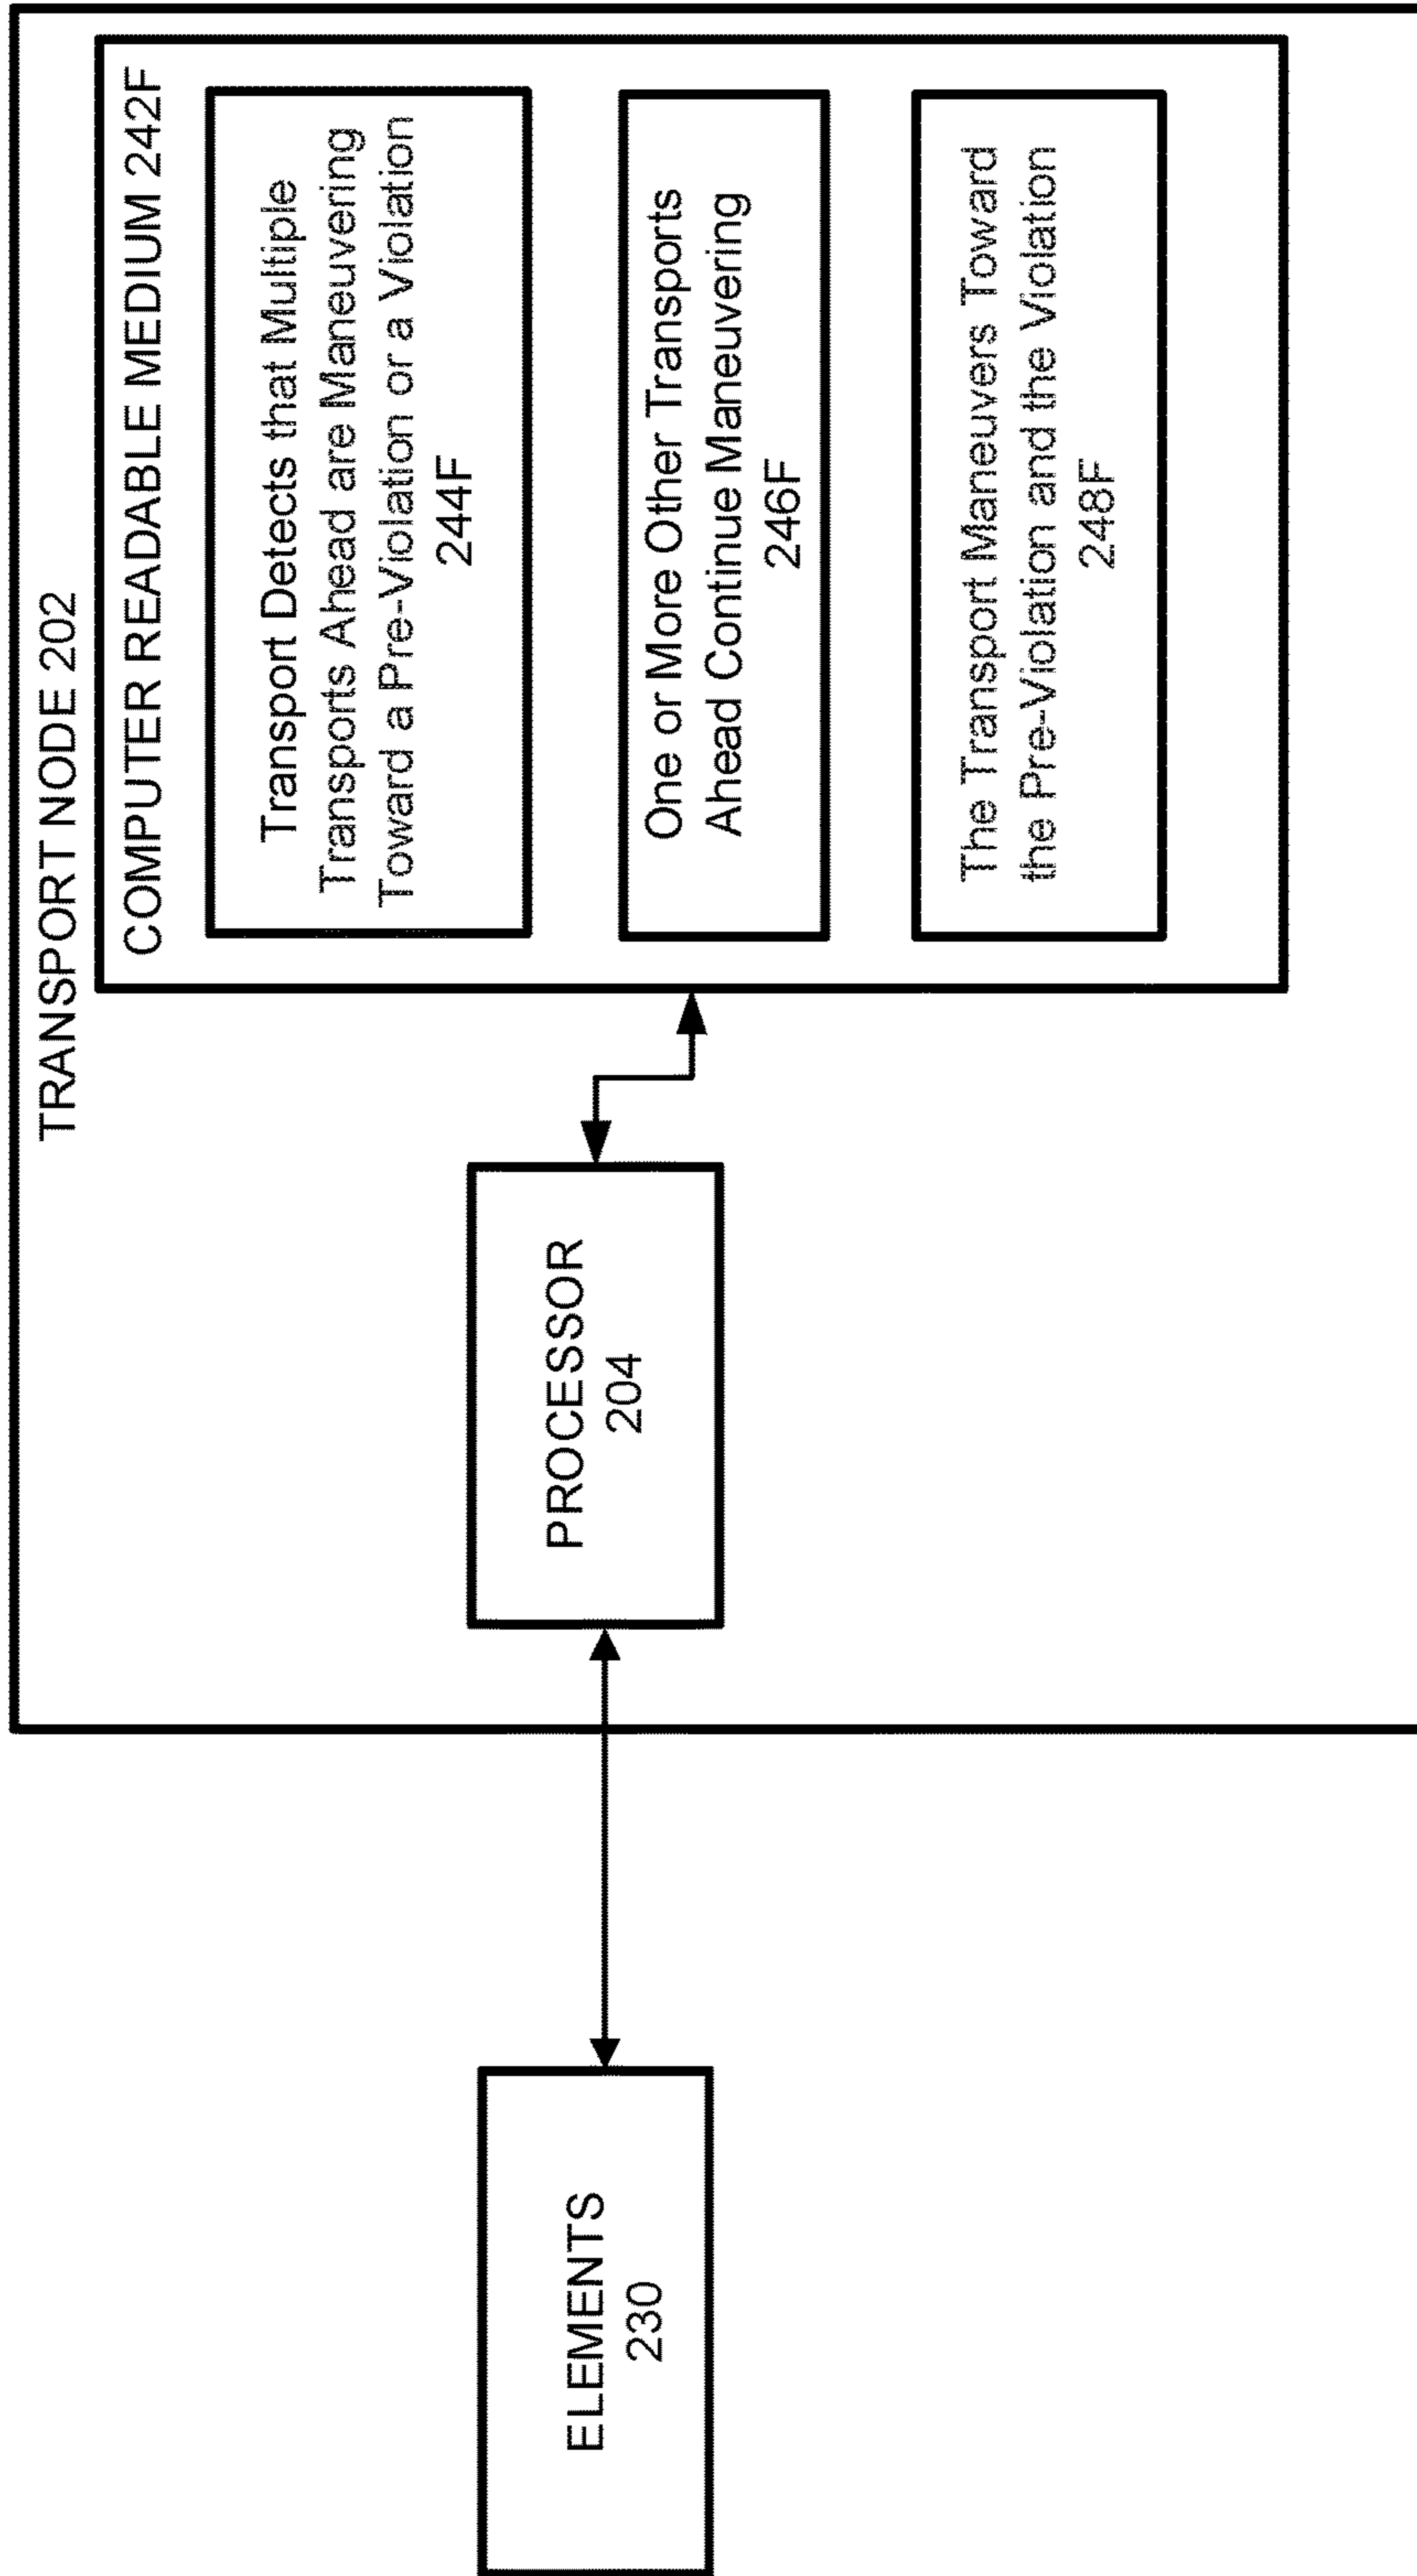 TRANSPORT NODE 202
COMPUTER READABLE MEDIUM 242F
Transport Detects that Multiple
Transports Ahead are Maneuvering
Toward a Pre-Violation or a Violation
244F
One or More Other Transports
Ahead Continue Maneuvering
246F
The Transport Maneuvers Toward
the Pre-Violation and the Violation
248F
PROCESSOR
204
ELEMENTS
230